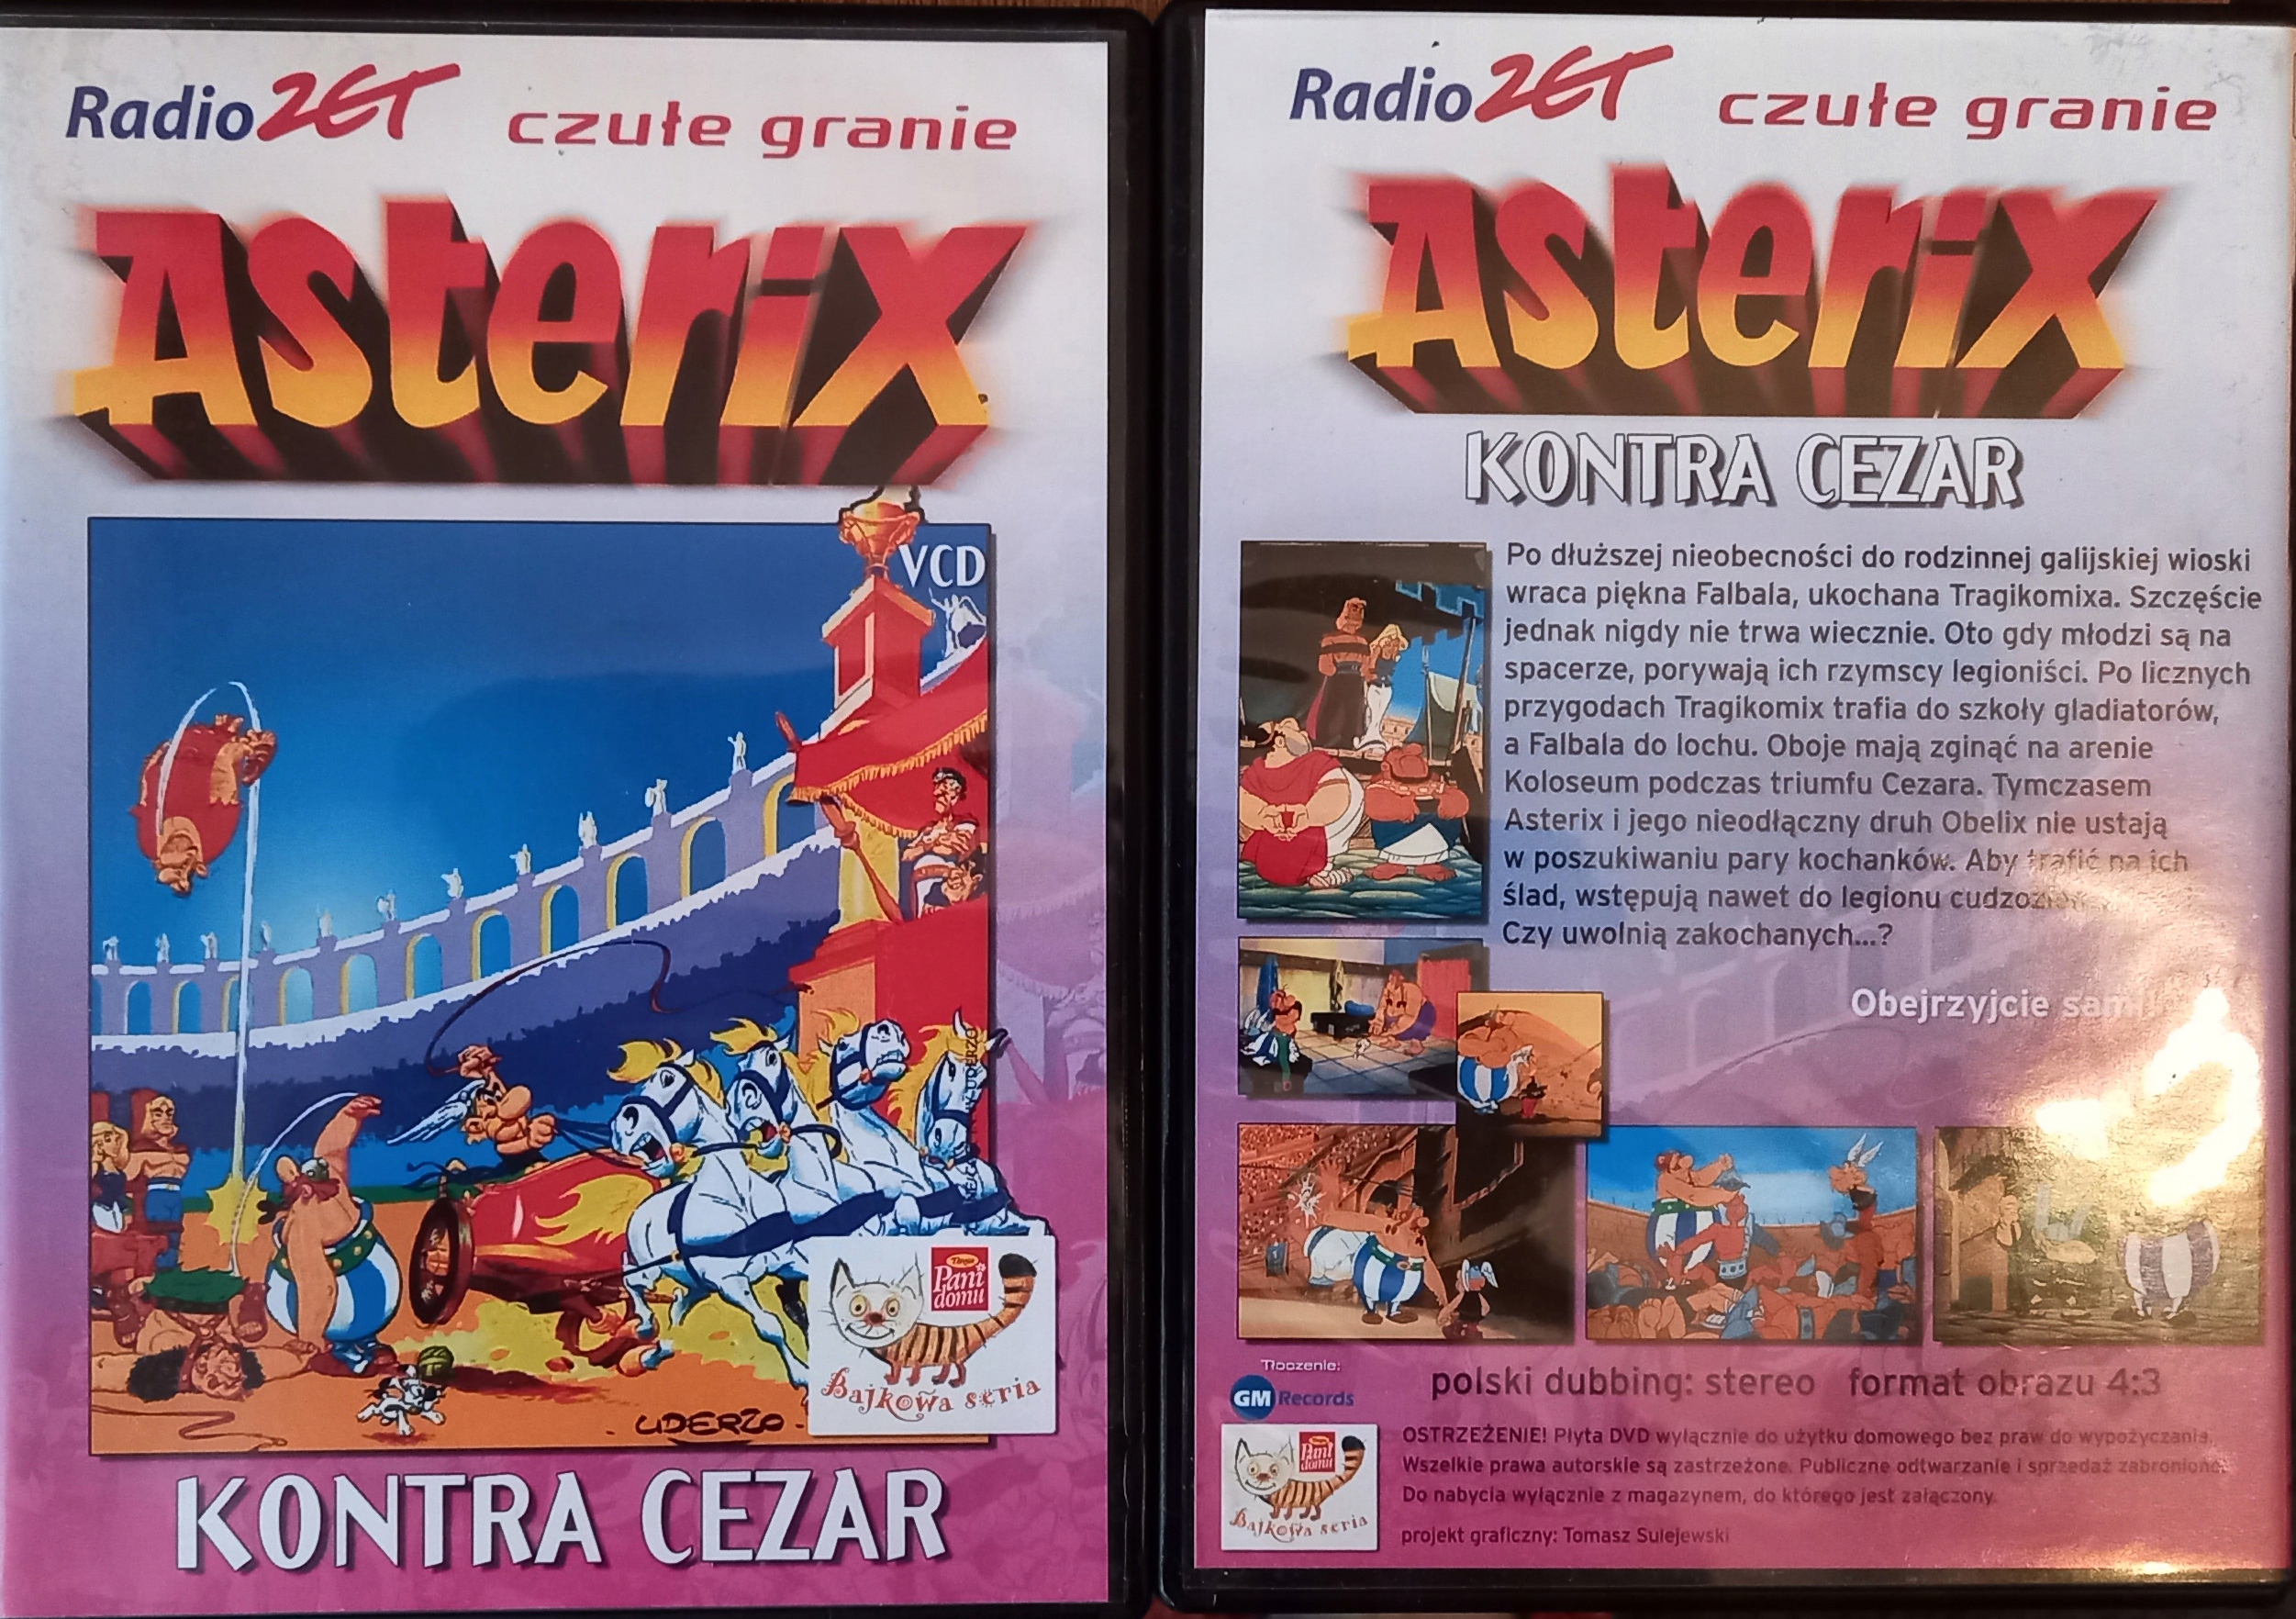 Radio ZET czułe granie
Asterix
VCD
UDERZO
Twoja
Pani
domu
Bajkowa seria
KONTRA CEZAR
Radio ZET czułe granie
Asterix
KONTRA CEZAR
Po dłuższej nieobecności do rodzinnej galijskiej wioski
wraca piękna Falbala, ukochana Tragikomixa. Szczęście
jednak nigdy nie trwa wiecznie. Oto gdy młodzi są na
spacerze, porywają ich rzymscy legioniści. Po licznych
przygodach Tragikomix trafia do szkoły gladiatorów,
a Falbala do lochu. Oboje mają zginąć na arenie
Koloseum podczas triumfu Cezara. Tymczasem
Asterix i jego nieodłączny druh Obelix nie ustają
w poszukiwaniu pary kochanków. Aby trafić na ich
ślad, wstępują nawet do legionu
Czy uwolnią zakochanych...?
Obejrzyjcie sami!
Tłoczenie:
GM Records
polski dubbing: stereo format obrazu 4:3
OSTRZEŻENIE! Płyta DVD wyłącznie do użytku domowego bez praw do wypożyczania.
Wszelkie prawa autorskie są zastrzeżone. Publiczne odtwarzanie i sprzedaż zabronione.
Do nabycia wyłącznie z magazynem, do którego jest załączony.
projekt graficzny: Tomasz Sulejewski
Pani
domu
Bajkowa seria